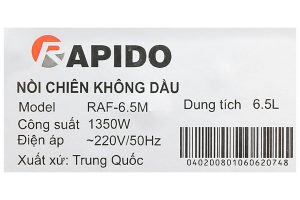 RAPIDO
NỒI CHIÊN KHÔNG DẦU
Model RAF-6.5M Dung tích 6.5L
Công suất 1350W
Điện áp ~220V/50Hz
Xuất xứ: Trung Quốc
040200801060620748